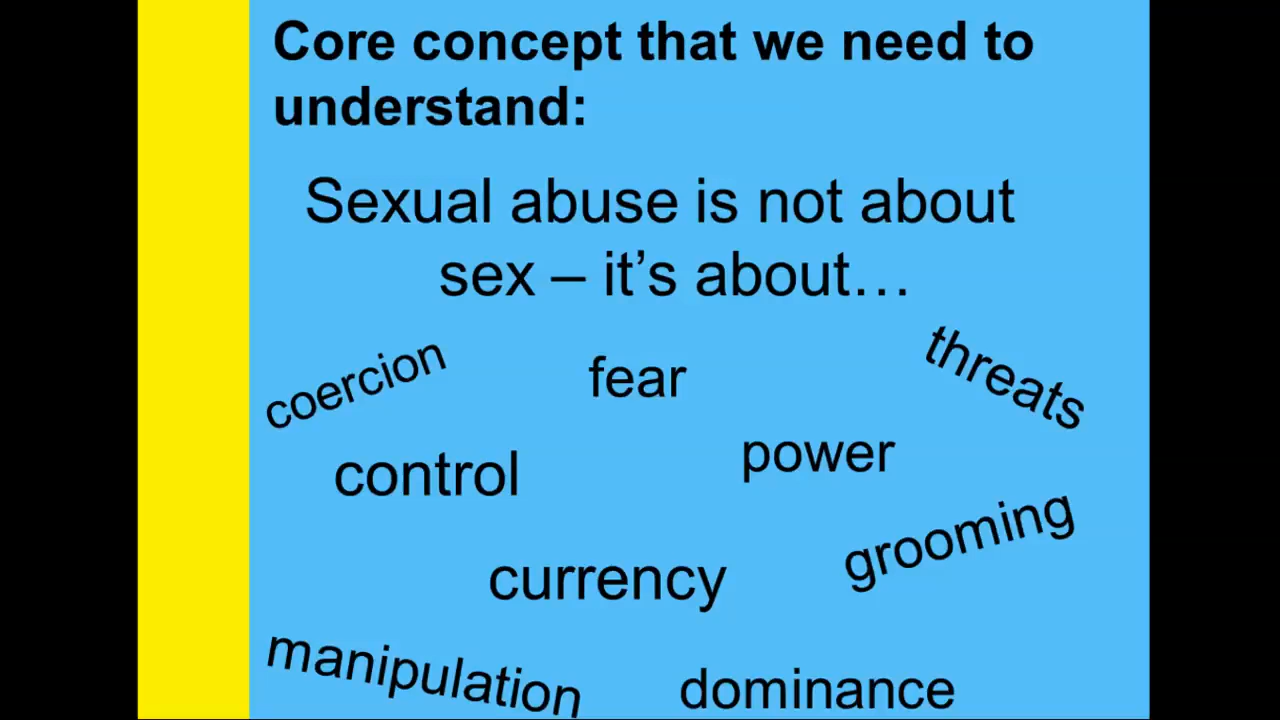 Core concept that we need to
understand:
Sexual abuse is not about
sex – it’s about…
coercion
fear
threats
control
power
currency
grooming
manipulation
dominance